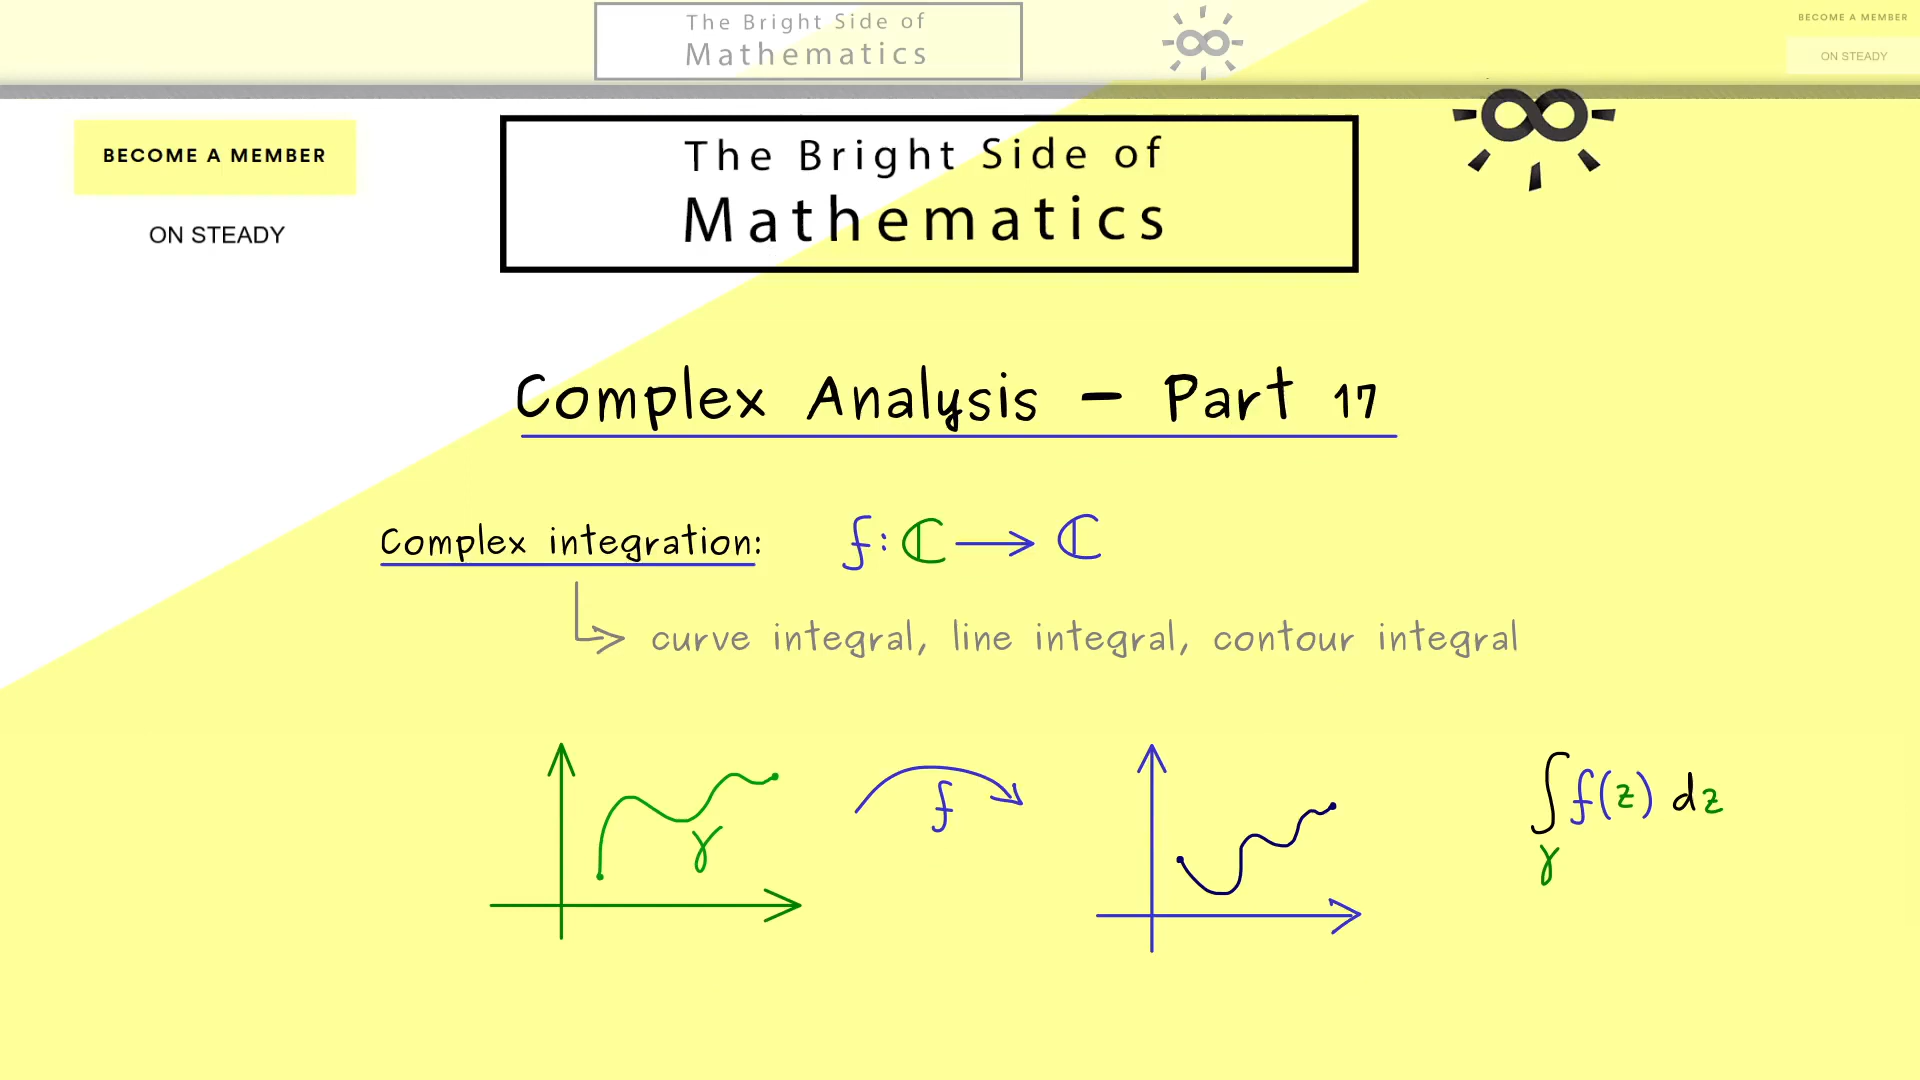 The Bright Side of
Mathematics
BECOME A MEMBER
ON STEADY
BECOME A MEMBER
ON STEADY
The Bright Side of
Mathematics
Complex Analysis - Part 17
Complex integration: f: ℂ → ℂ
curve integral, line integral, contour integral
γ
f
∫ f(z) dz
γ